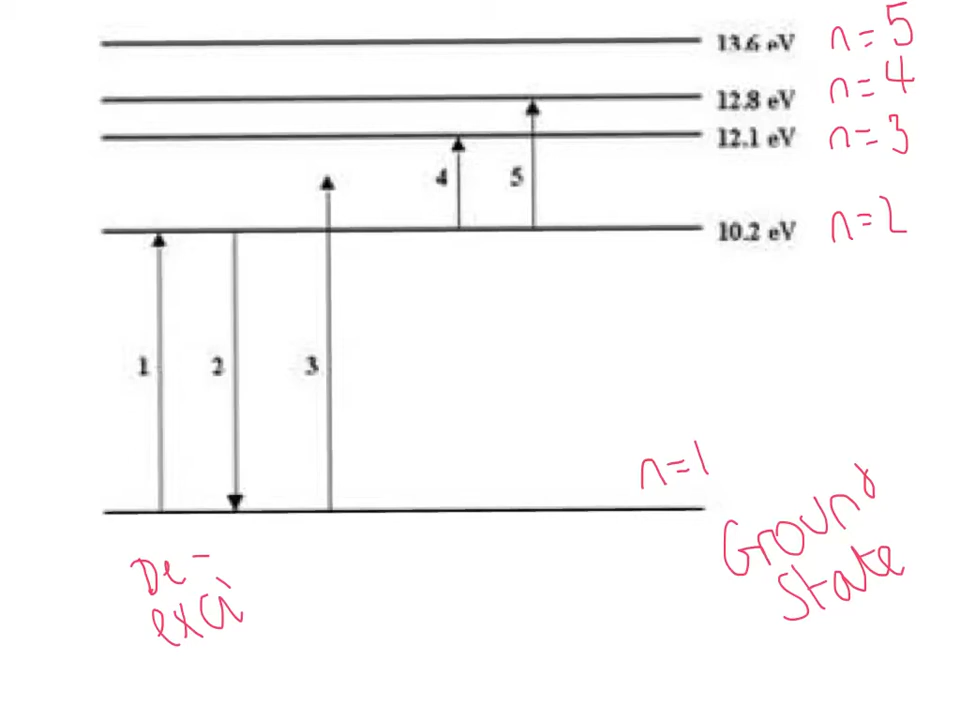 13.6 eV n=5
12.8 eV n=4
12.1 eV n=3
4 5
10.2 eV n=2
1 2 3
n=1
Ground
State
De-
exci